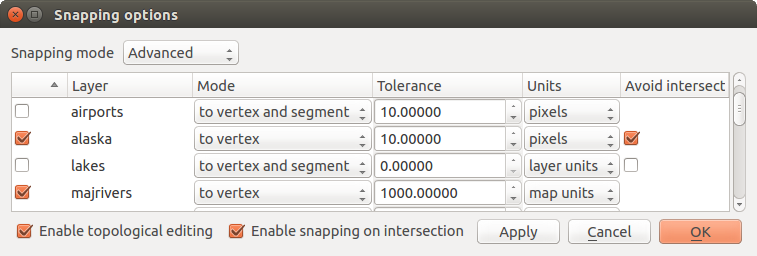 Snapping options
Snapping mode Advanced
Layer Mode Tolerance Units Avoid intersect
airports to vertex and segment 10.00000 pixels
alaska to vertex 10.00000 pixels
lakes to vertex and segment 0.00000 layer units
majrivers to vertex 1000.00000 map units
Enable topological editing Enable snapping on intersection Apply Cancel OK